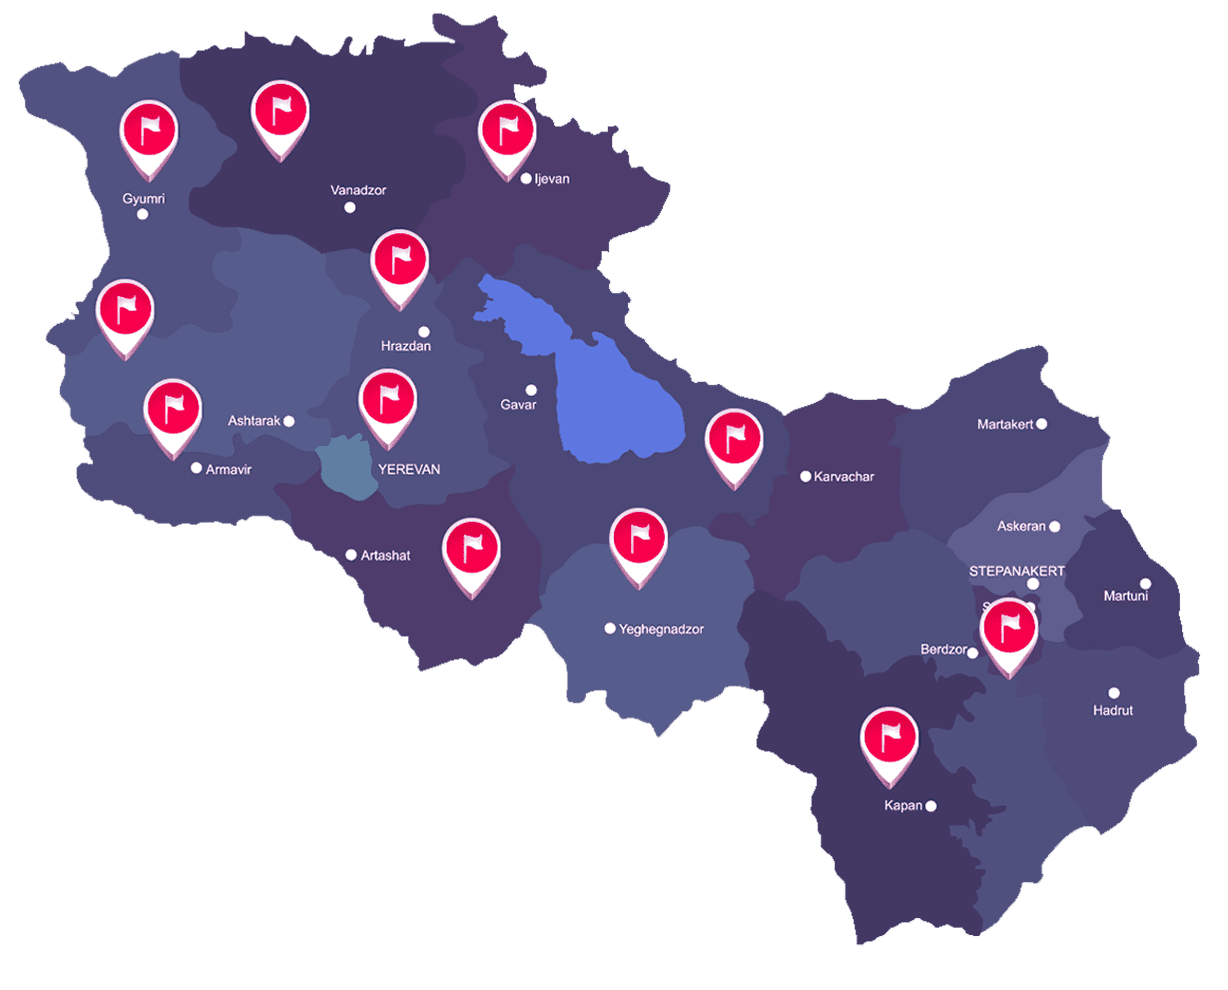 Ijevan
Vanadzor
Gyumri
Hrazdan
Gavar
Ashtarak
Martakert
YEREVAN
Armavir
Karvachar
Askeran
Artashat
STEPANAKERT
Martuni
Yeghegnadzor
Berdzor
Hadrut
Kapan